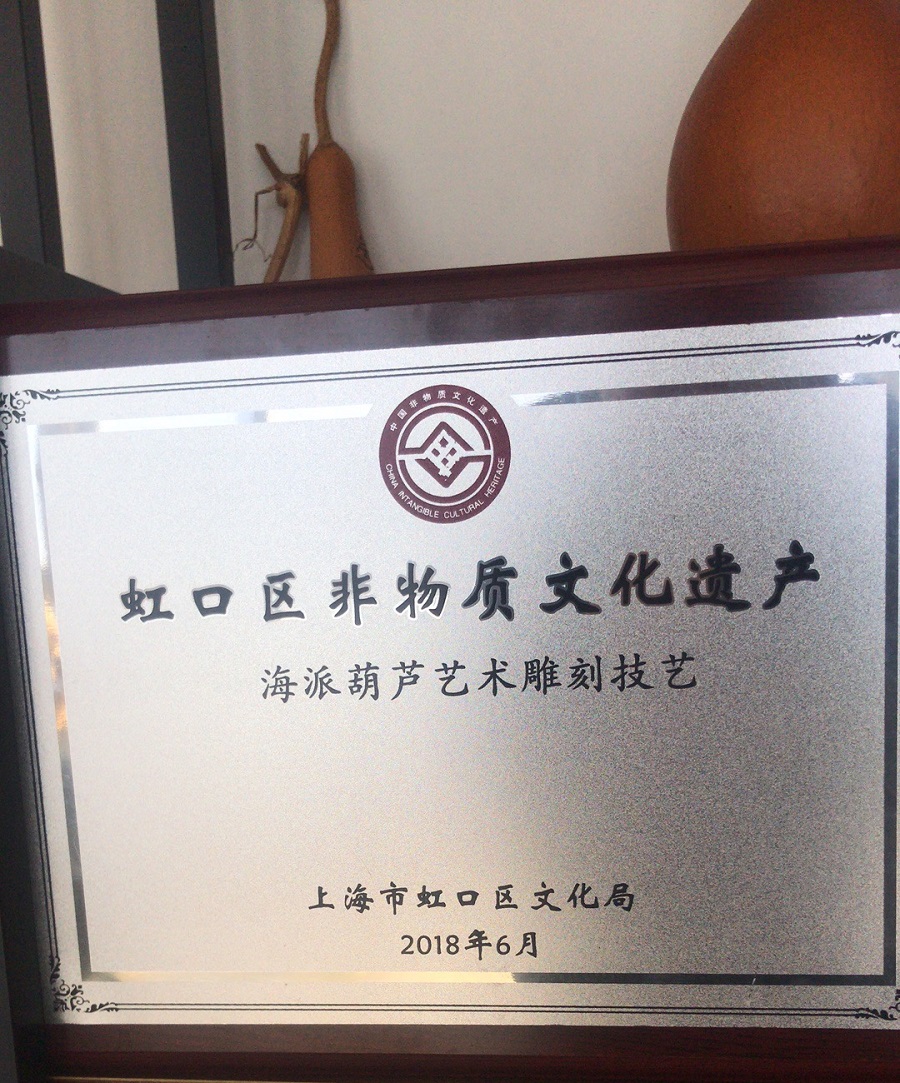 中国非物质文化遗产
CHINA INTANGIBLE CULTURAL HERITAGE
虹口区非物质文化遗产
海派葫芦艺术雕刻技艺
上海市虹口区文化局
2018年6月